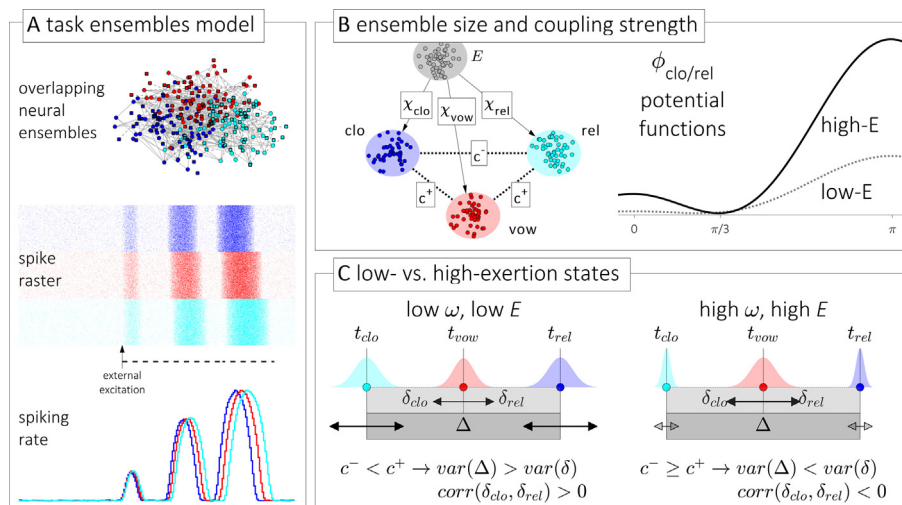 A task ensembles model
overlapping
neural
ensembles
spike
raster
external
excitation
spiking
rate
B ensemble size and coupling strength
E
χclo
χvow
χrel
clo
rel
c-
c+
c+
vow
ϕclo/rel
potential
functions
high-E
low-E
0
π/3
π
C low- vs. high-exertion states
low ω, low E
tclo
tvow
trel
δclo
δrel
Δ
c− < c+ → var(Δ) > var(δ)
corr(δclo, δrel) > 0
high ω, high E
tclo
tvow
trel
δclo
δrel
Δ
c− ≥ c+ → var(Δ) < var(δ)
corr(δclo, δrel) < 0